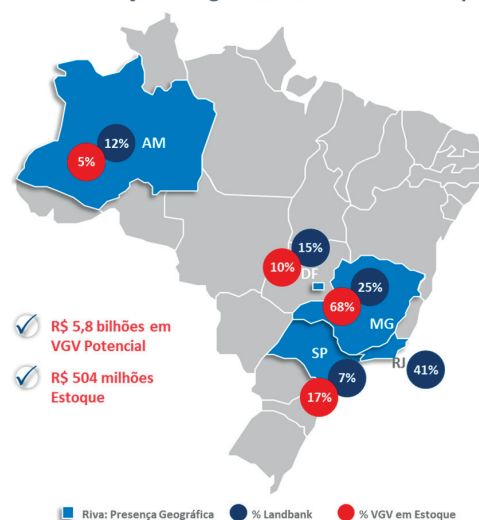 12%
AM
5%
15%
10%
DF
25%
68%
MG
R$ 5,8 bilhões em
VGV Potencial
SP
RJ
41%
7%
R$ 504 milhões
Estoque
17%
Riva: Presença Geográfica
% Landbank
% VGV em Estoque